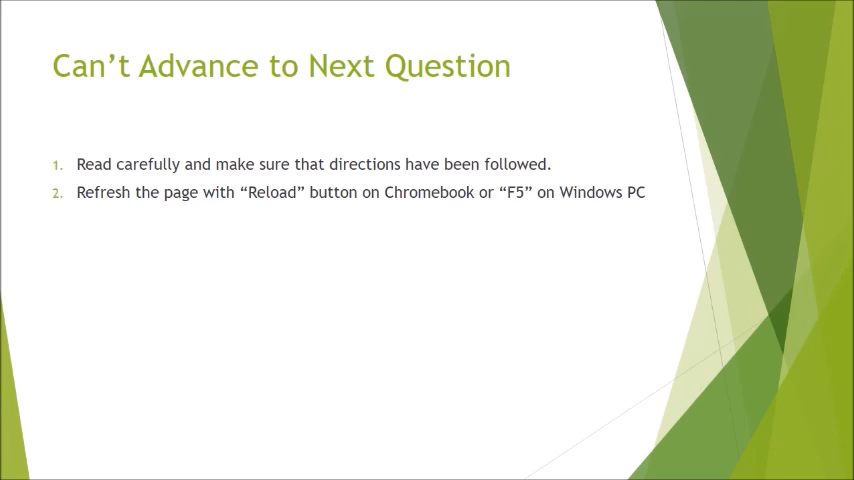 Can’t Advance to Next Question
1. Read carefully and make sure that directions have been followed.
2. Refresh the page with “Reload” button on Chromebook or “F5” on Windows PC